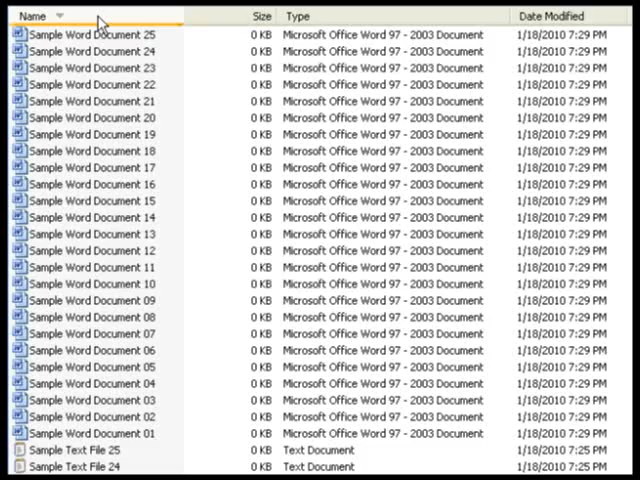 Name Size Type Date Modified
Sample Word Document 25 0 KB Microsoft Office Word 97 - 2003 Document 1/18/2010 7:29 PM
Sample Word Document 24 0 KB Microsoft Office Word 97 - 2003 Document 1/18/2010 7:29 PM
Sample Word Document 23 0 KB Microsoft Office Word 97 - 2003 Document 1/18/2010 7:29 PM
Sample Word Document 22 0 KB Microsoft Office Word 97 - 2003 Document 1/18/2010 7:29 PM
Sample Word Document 21 0 KB Microsoft Office Word 97 - 2003 Document 1/18/2010 7:29 PM
Sample Word Document 20 0 KB Microsoft Office Word 97 - 2003 Document 1/18/2010 7:29 PM
Sample Word Document 19 0 KB Microsoft Office Word 97 - 2003 Document 1/18/2010 7:29 PM
Sample Word Document 18 0 KB Microsoft Office Word 97 - 2003 Document 1/18/2010 7:29 PM
Sample Word Document 17 0 KB Microsoft Office Word 97 - 2003 Document 1/18/2010 7:29 PM
Sample Word Document 16 0 KB Microsoft Office Word 97 - 2003 Document 1/18/2010 7:29 PM
Sample Word Document 15 0 KB Microsoft Office Word 97 - 2003 Document 1/18/2010 7:29 PM
Sample Word Document 14 0 KB Microsoft Office Word 97 - 2003 Document 1/18/2010 7:29 PM
Sample Word Document 13 0 KB Microsoft Office Word 97 - 2003 Document 1/18/2010 7:29 PM
Sample Word Document 12 0 KB Microsoft Office Word 97 - 2003 Document 1/18/2010 7:29 PM
Sample Word Document 11 0 KB Microsoft Office Word 97 - 2003 Document 1/18/2010 7:29 PM
Sample Word Document 10 0 KB Microsoft Office Word 97 - 2003 Document 1/18/2010 7:29 PM
Sample Word Document 09 0 KB Microsoft Office Word 97 - 2003 Document 1/18/2010 7:29 PM
Sample Word Document 08 0 KB Microsoft Office Word 97 - 2003 Document 1/18/2010 7:29 PM
Sample Word Document 07 0 KB Microsoft Office Word 97 - 2003 Document 1/18/2010 7:29 PM
Sample Word Document 06 0 KB Microsoft Office Word 97 - 2003 Document 1/18/2010 7:29 PM
Sample Word Document 05 0 KB Microsoft Office Word 97 - 2003 Document 1/18/2010 7:29 PM
Sample Word Document 04 0 KB Microsoft Office Word 97 - 2003 Document 1/18/2010 7:29 PM
Sample Word Document 03 0 KB Microsoft Office Word 97 - 2003 Document 1/18/2010 7:29 PM
Sample Word Document 02 0 KB Microsoft Office Word 97 - 2003 Document 1/18/2010 7:29 PM
Sample Word Document 01 0 KB Microsoft Office Word 97 - 2003 Document 1/18/2010 7:29 PM
Sample Text File 25 0 KB Text Document 1/18/2010 7:25 PM
Sample Text File 24 0 KB Text Document 1/18/2010 7:25 PM